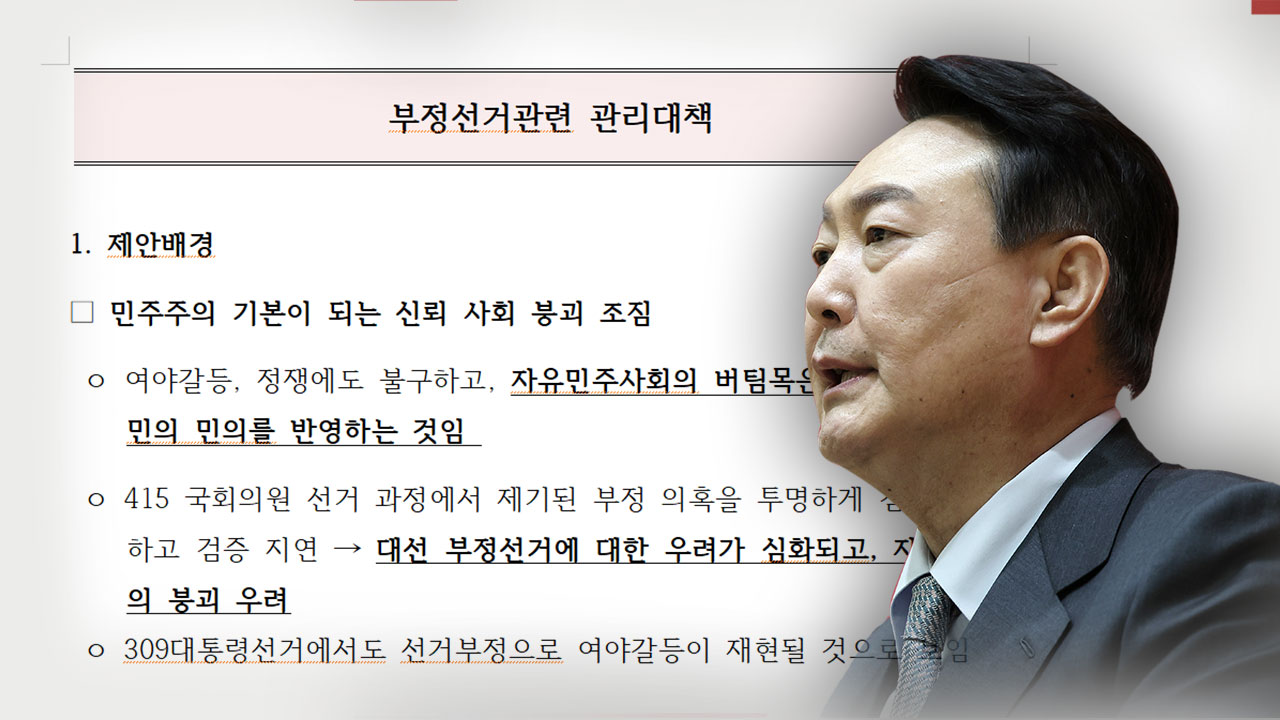 부정선거관련 관리대책
1. 제안배경
□ 민주주의 기본이 되는 신뢰 사회 붕괴 조짐
ㅇ 여야갈등, 정쟁에도 불구하고, 자유민주사회의 버팀목은
민의 민의를 반영하는 것임
ㅇ 415 국회의원 선거 과정에서 제기된 부정 의혹을 투명하게
하고 검증 지연 → 대선 부정선거에 대한 우려가 심화되고,
의 붕괴 우려
ㅇ 309대통령선거에서도 선거부정으로 여야갈등이 재현될 것으로